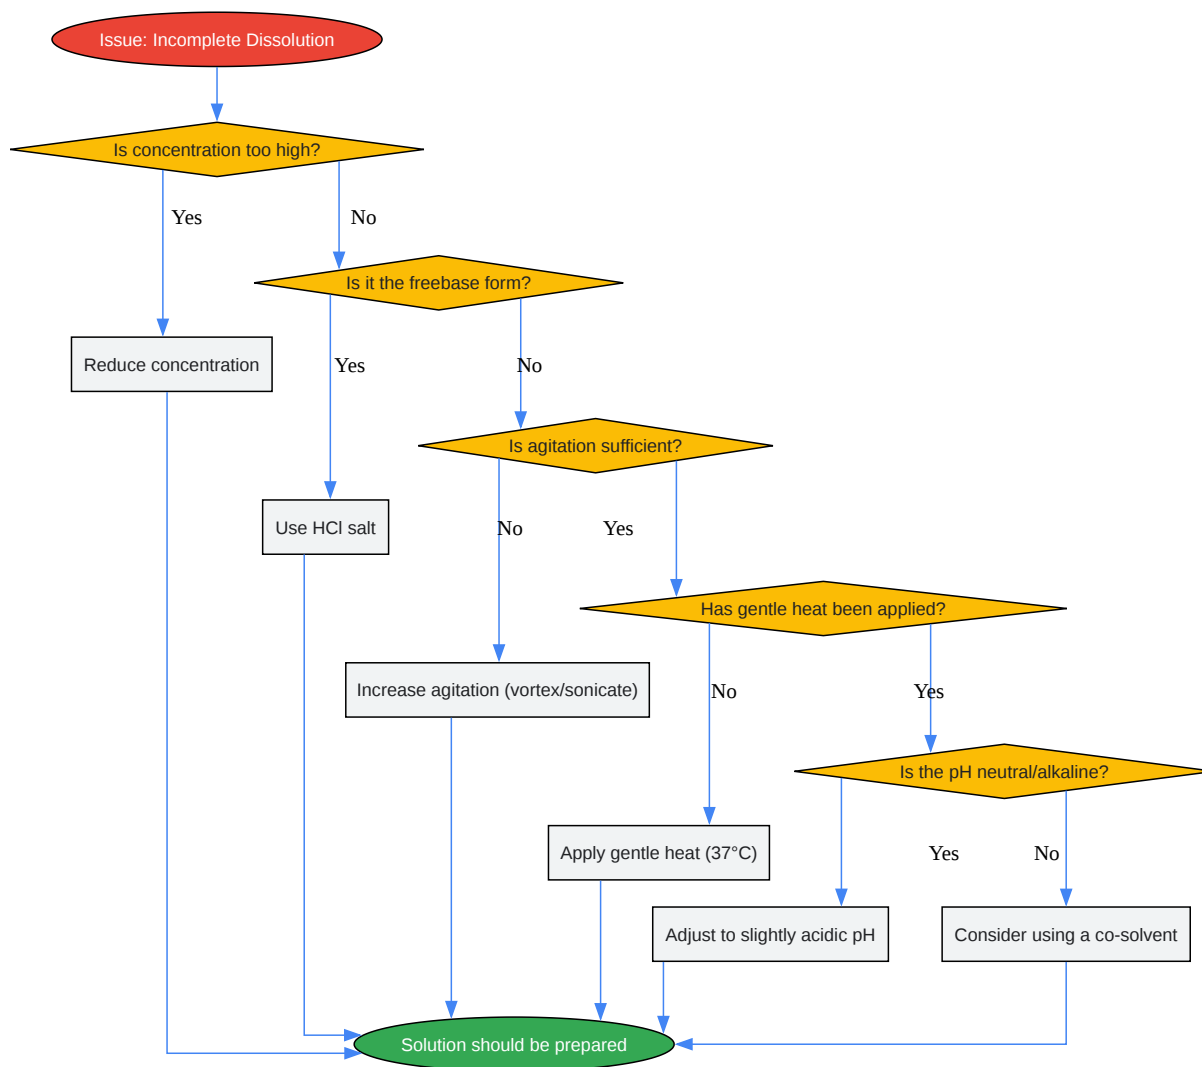 Issue: Incomplete Dissolution
Is concentration too high?
Yes
No
Is it the freebase form?
Reduce concentration
Yes
No
Is agitation sufficient?
Use HCl salt
No
Yes
Has gentle heat been applied?
Increase agitation (vortex/sonicate)
No
Yes
Is the pH neutral/alkaline?
Apply gentle heat (37°C)
Yes
No
Adjust to slightly acidic pH
Consider using a co-solvent
Solution should be prepared